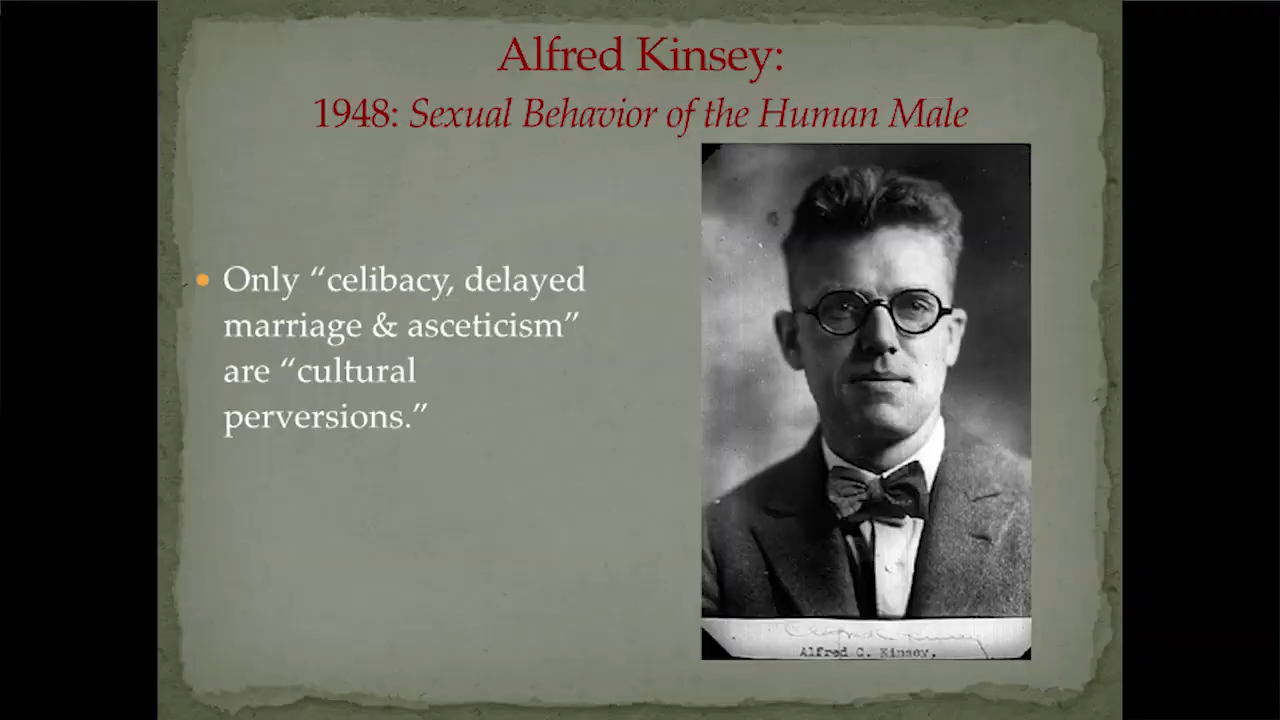 Alfred Kinsey:
1948: Sexual Behavior of the Human Male
Only “celibacy, delayed
marriage & asceticism”
are “cultural
perversions.”
Alfred C. Kinsey.